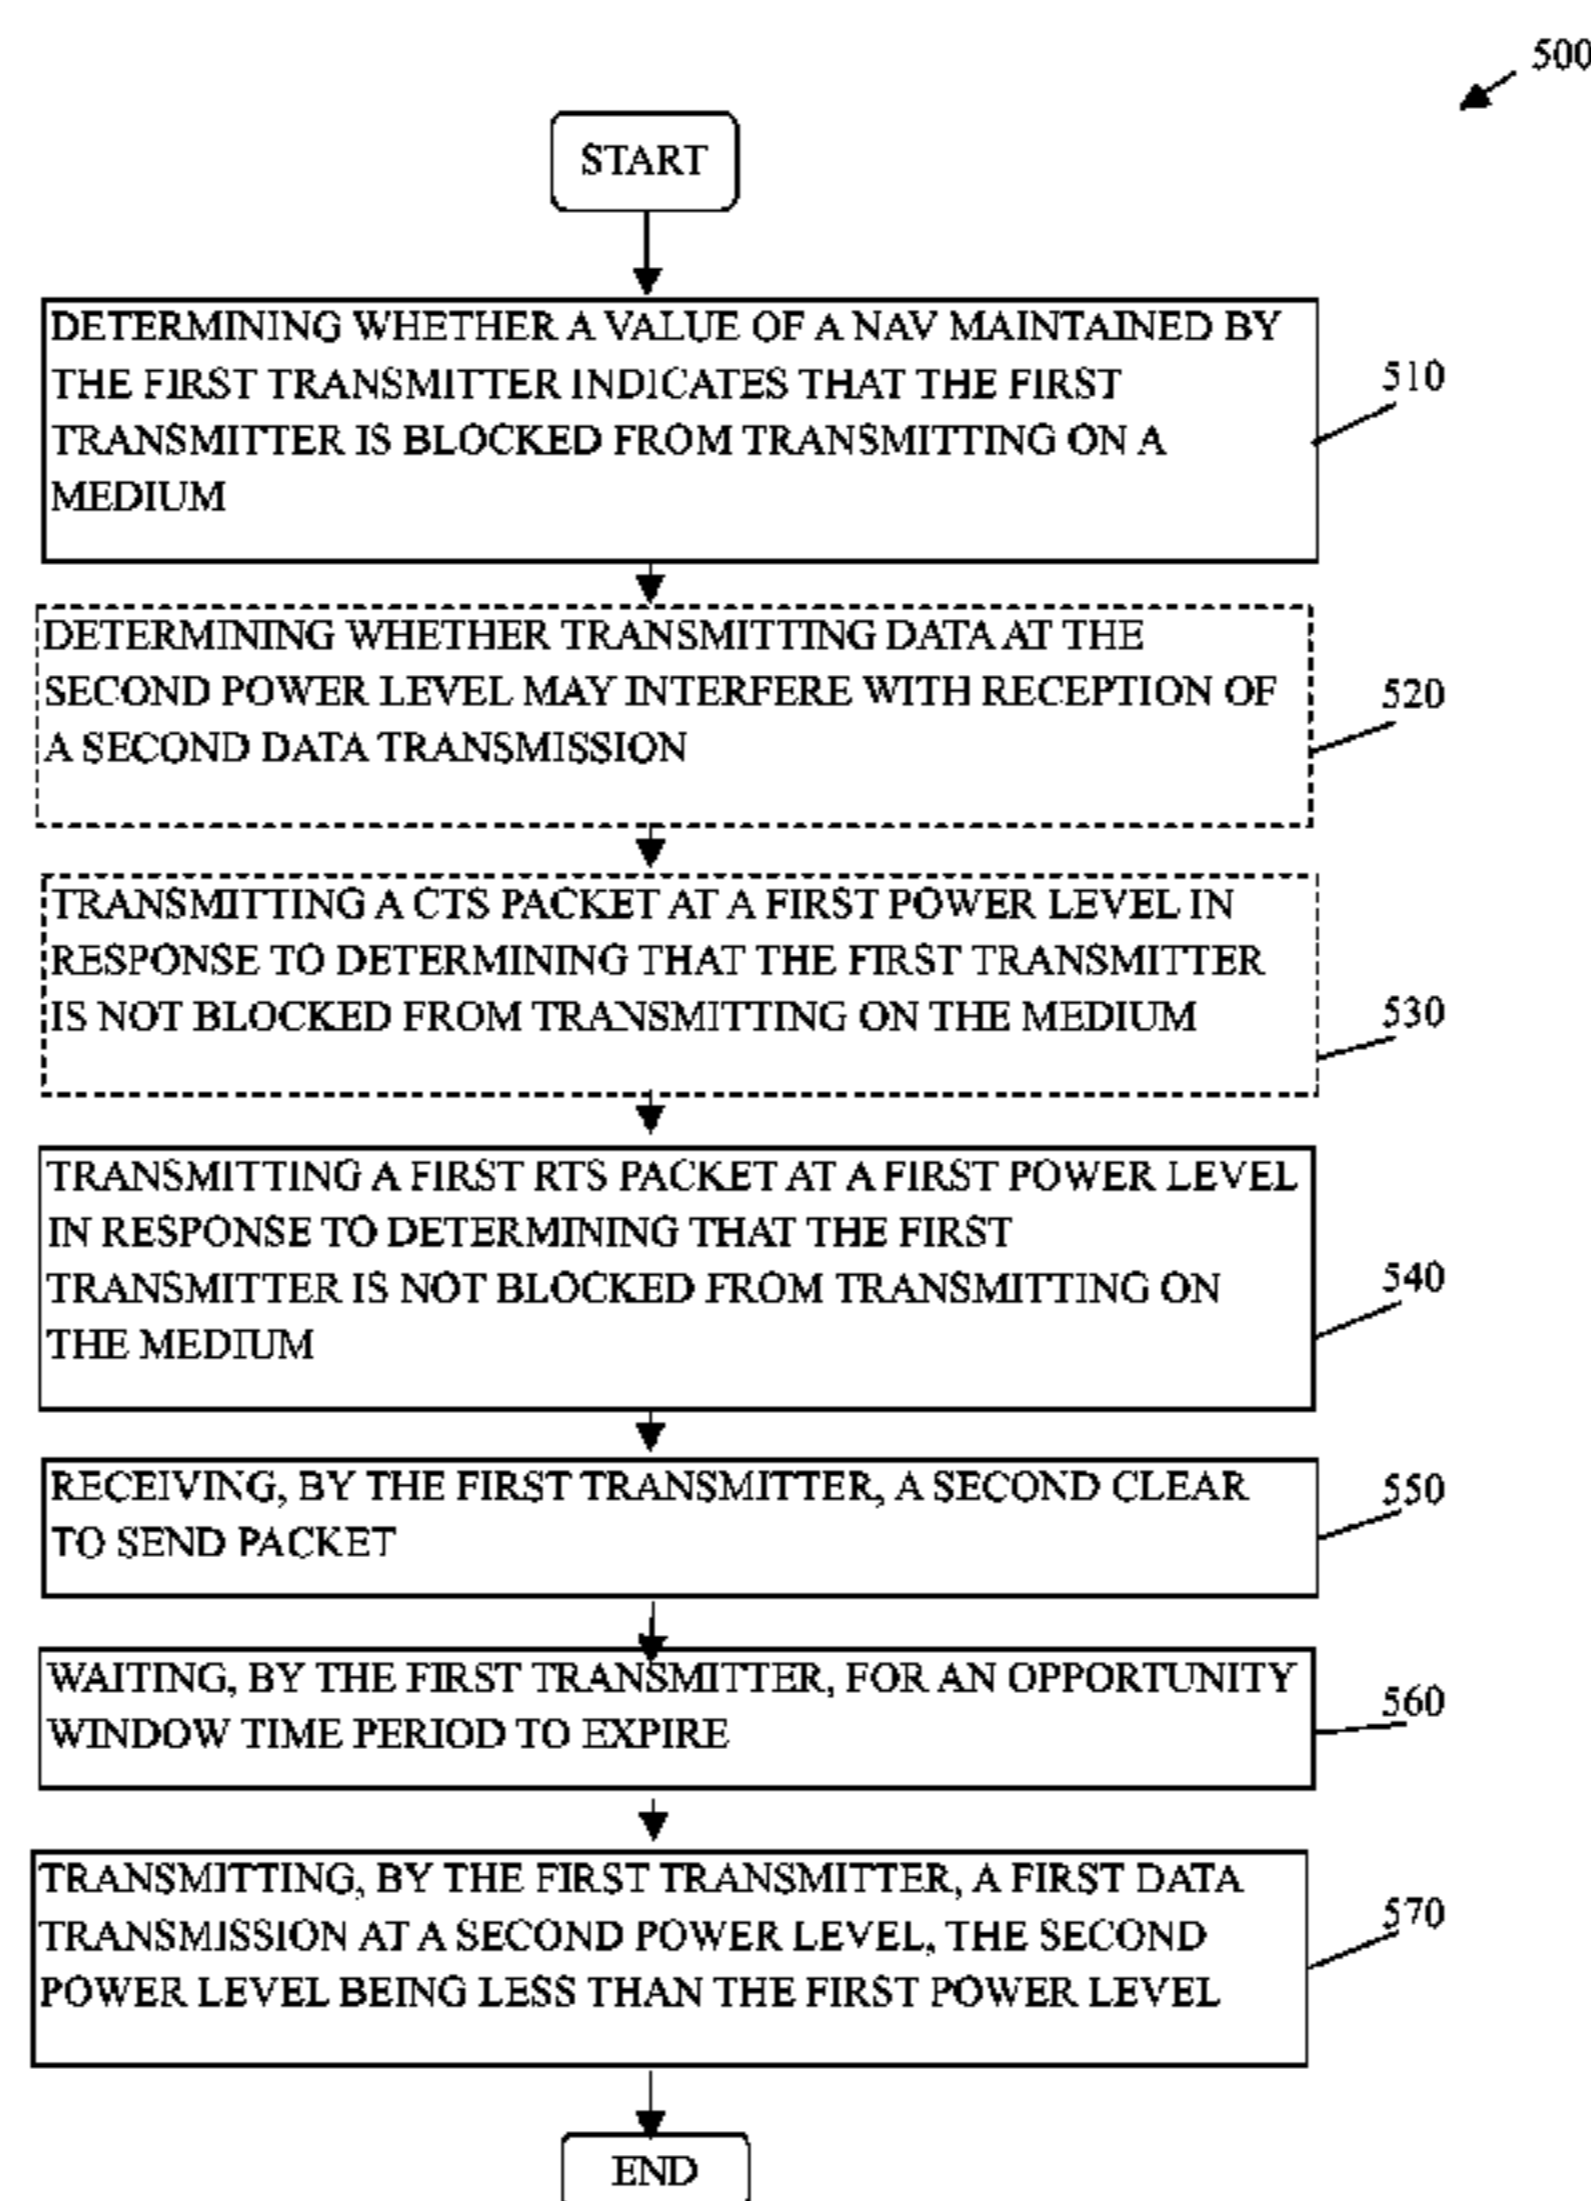 500
START
DETERMINING WHETHER A VALUE OF A NAV MAINTAINED BY
THE FIRST TRANSMITTER INDICATES THAT THE FIRST
TRANSMITTER IS BLOCKED FROM TRANSMITTING ON A
MEDIUM
510
DETERMINING WHETHER TRANSMITTING DATA AT THE
SECOND POWER LEVEL MAY INTERFERE WITH RECEPTION OF
A SECOND DATA TRANSMISSION
520
TRANSMITTING A CTS PACKET AT A FIRST POWER LEVEL IN
RESPONSE TO DETERMINING THAT THE FIRST TRANSMITTER
IS NOT BLOCKED FROM TRANSMITTING ON THE MEDIUM
530
TRANSMITTING A FIRST RTS PACKET AT A FIRST POWER LEVEL
IN RESPONSE TO DETERMINING THAT THE FIRST
TRANSMITTER IS NOT BLOCKED FROM TRANSMITTING ON
THE MEDIUM
540
RECEIVING, BY THE FIRST TRANSMITTER, A SECOND CLEAR
TO SEND PACKET
550
WAITING, BY THE FIRST TRANSMITTER, FOR AN OPPORTUNITY
WINDOW TIME PERIOD TO EXPIRE
560
TRANSMITTING, BY THE FIRST TRANSMITTER, A FIRST DATA
TRANSMISSION AT A SECOND POWER LEVEL, THE SECOND
POWER LEVEL BEING LESS THAN THE FIRST POWER LEVEL
570
END